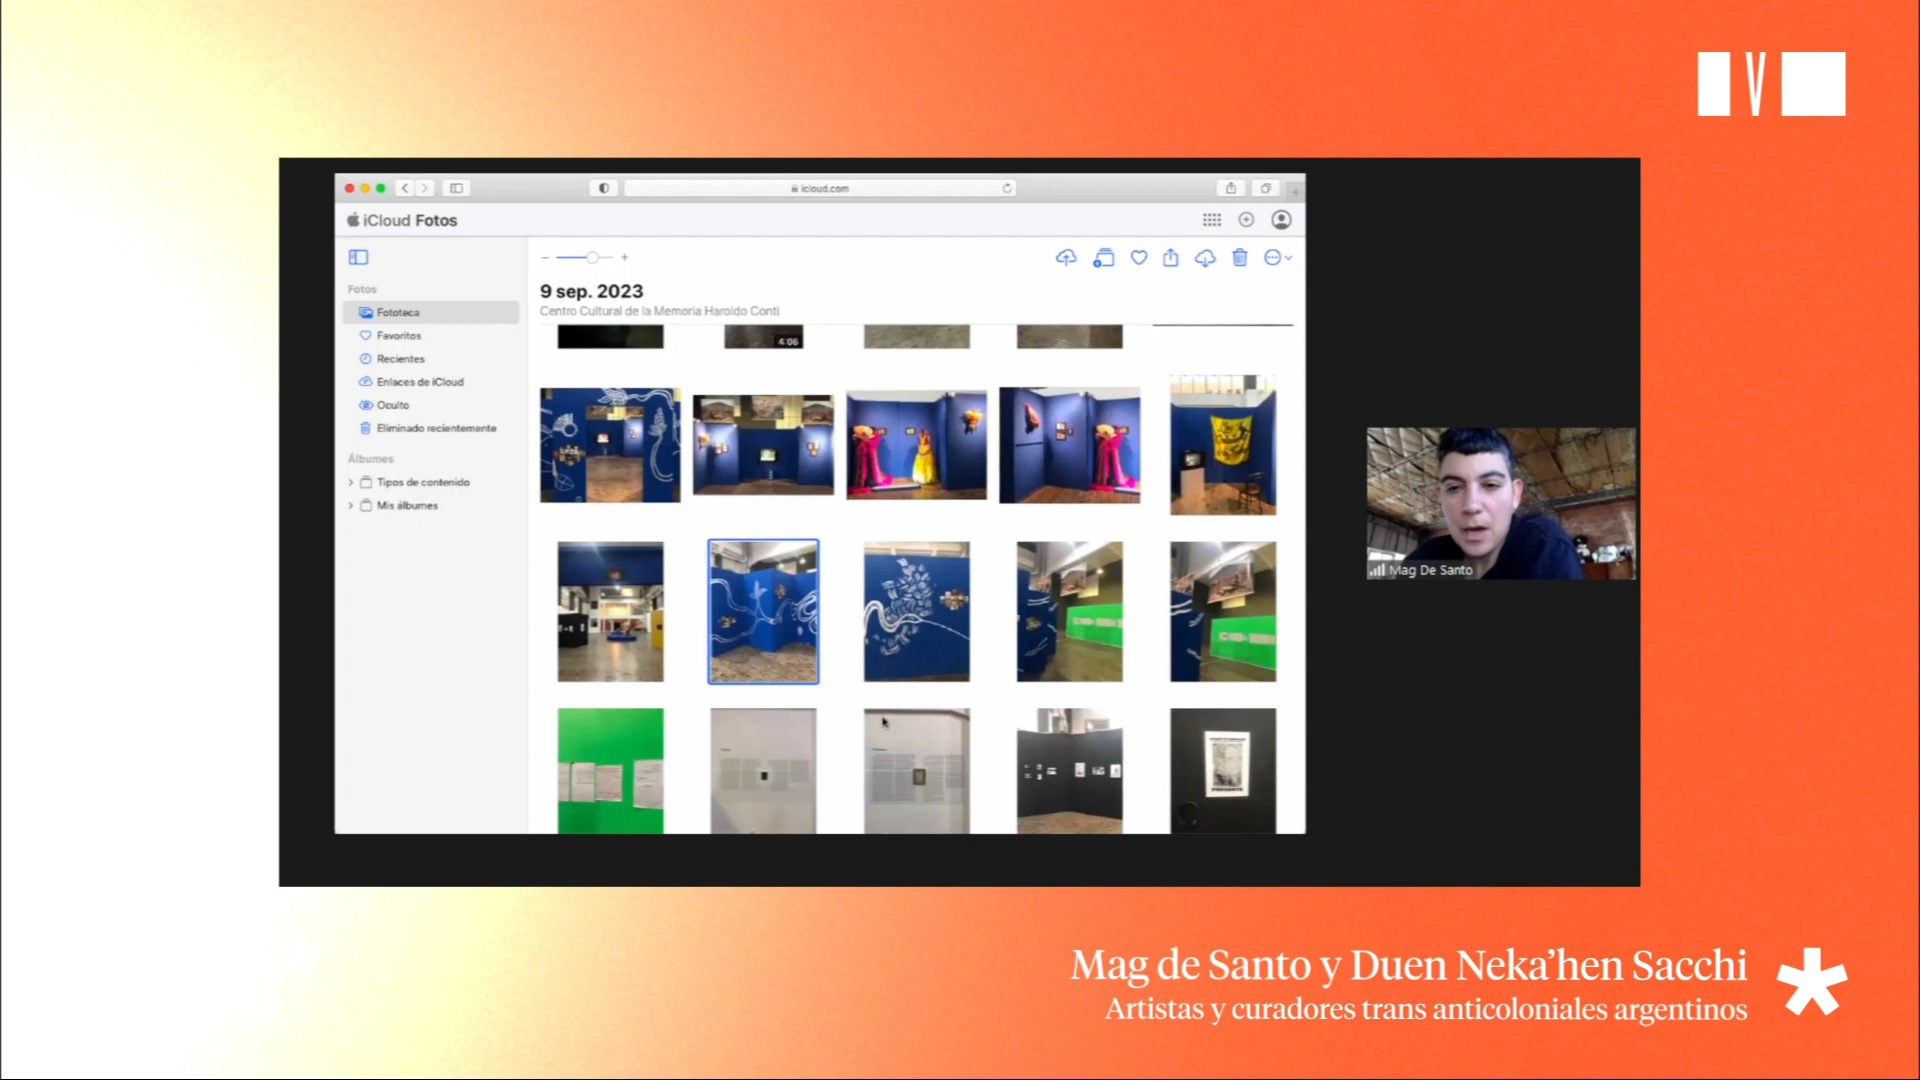 icloud.com
iCloud Fotos
Fotos
Fototeca
Favoritos
Recientes
Enlaces de iCloud
Oculto
Eliminado recientemente
Álbumes
Tipos de contenido
Mis álbumes
9 sep. 2023
Centro Cultural de la Memoria Haroldo Conti
4:06
Mag De Santo
Mag de Santo y Duen Neka’hen Sacchi
Artistas y curadores trans anticoloniales argentinos